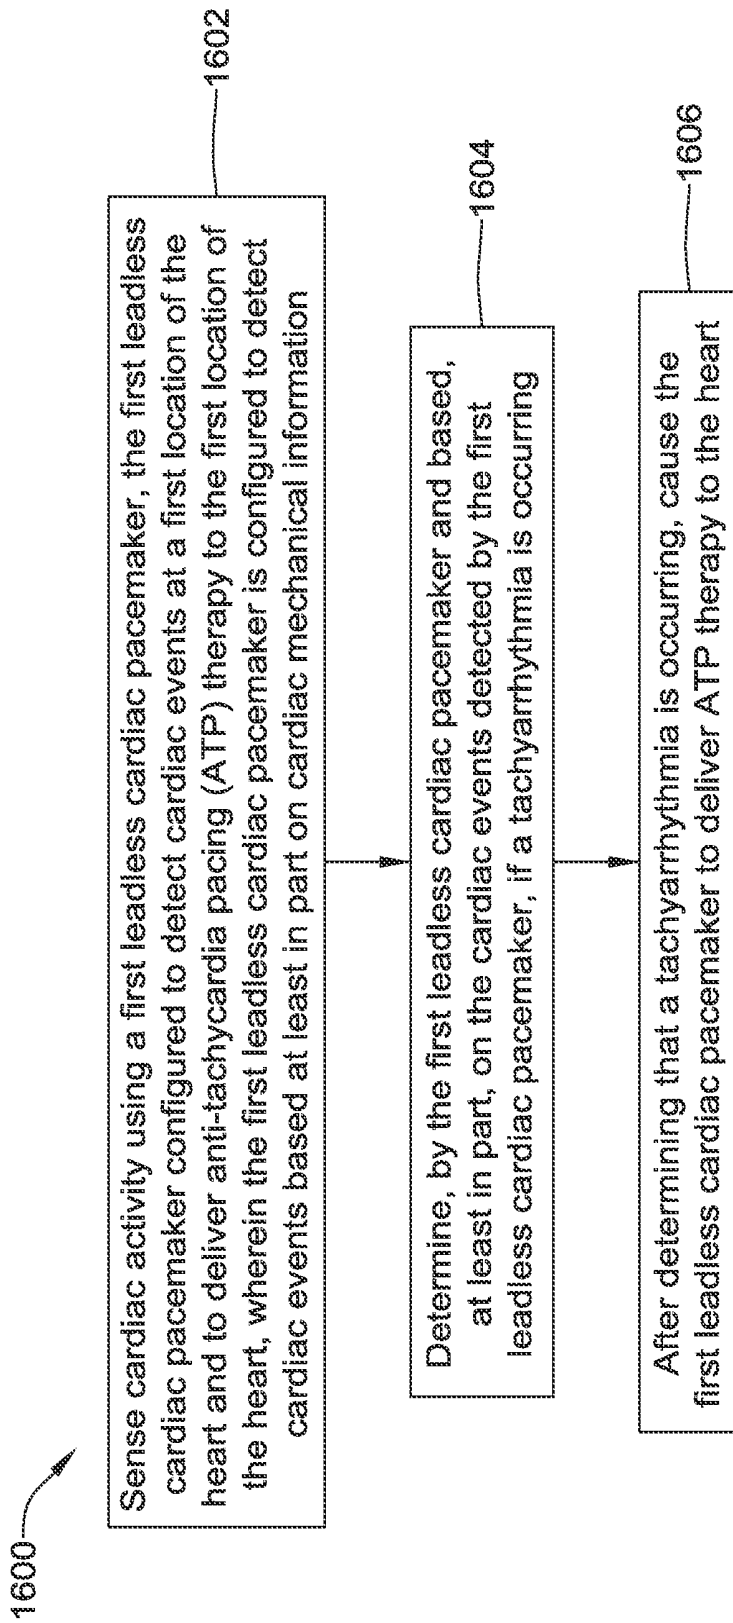 1600
Sense cardiac activity using a first leadless cardiac pacemaker, the first leadless
cardiac pacemaker configured to detect cardiac events at a first location of the
heart and to deliver anti-tachycardia pacing (ATP) therapy to the first location of
the heart, wherein the first leadless cardiac pacemaker is configured to detect
cardiac events based at least in part on cardiac mechanical information
1602
Determine, by the first leadless cardiac pacemaker and based,
at least in part, on the cardiac events detected by the first
leadless cardiac pacemaker, if a tachyarrhythmia is occurring
1604
After determining that a tachyarrhythmia is occurring, cause the
first leadless cardiac pacemaker to deliver ATP therapy to the heart
1606